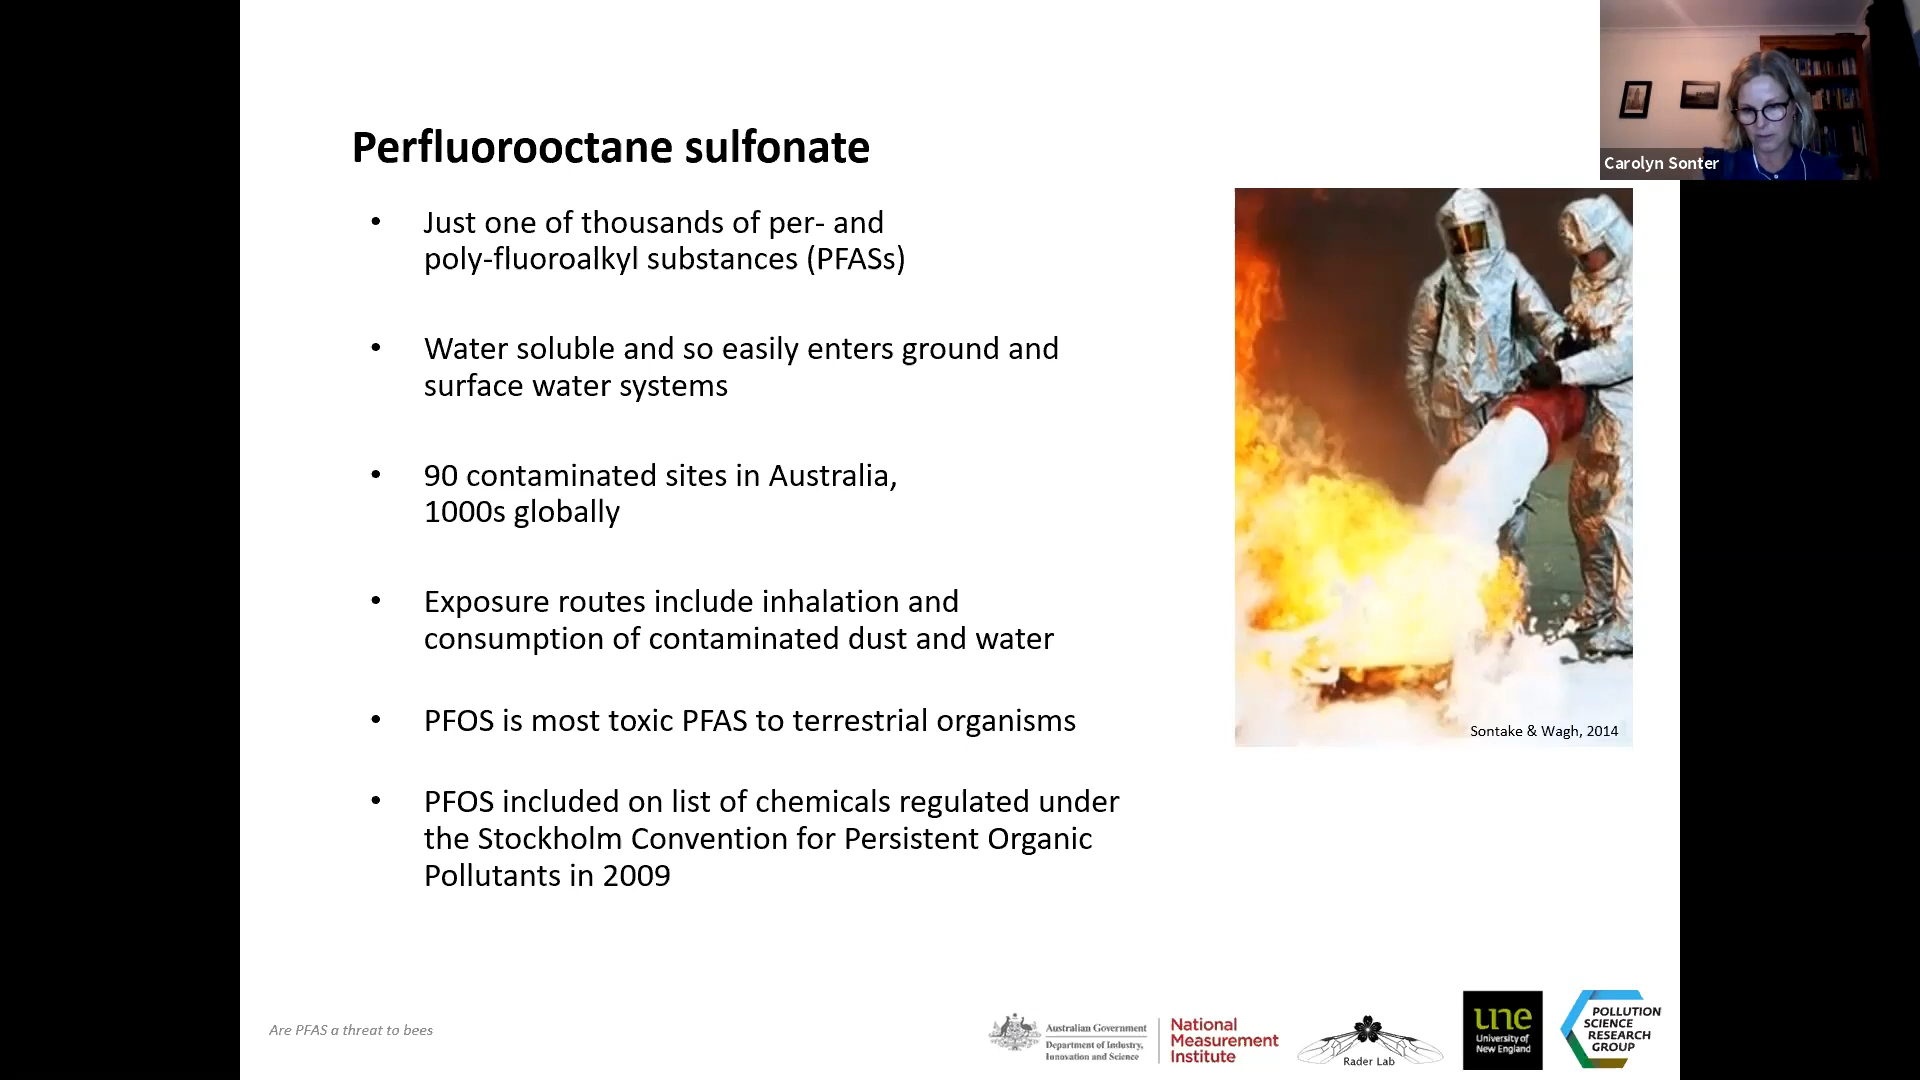 Carolyn Sonter
Perfluorooctane sulfonate
• Just one of thousands of per- and
poly-fluoroalkyl substances (PFASs)
• Water soluble and so easily enters ground and
surface water systems
• 90 contaminated sites in Australia,
1000s globally
• Exposure routes include inhalation and
consumption of contaminated dust and water
• PFOS is most toxic PFAS to terrestrial organisms
• PFOS included on list of chemicals regulated under
the Stockholm Convention for Persistent Organic
Pollutants in 2009
Sontake & Wagh, 2014
Are PFAS a threat to bees
Australian Government
Department of Industry,
Innovation and Science
National
Measurement
Institute
Rader Lab
une
University of
New England
POLLUTION
SCIENCE
RESEARCH
GROUP